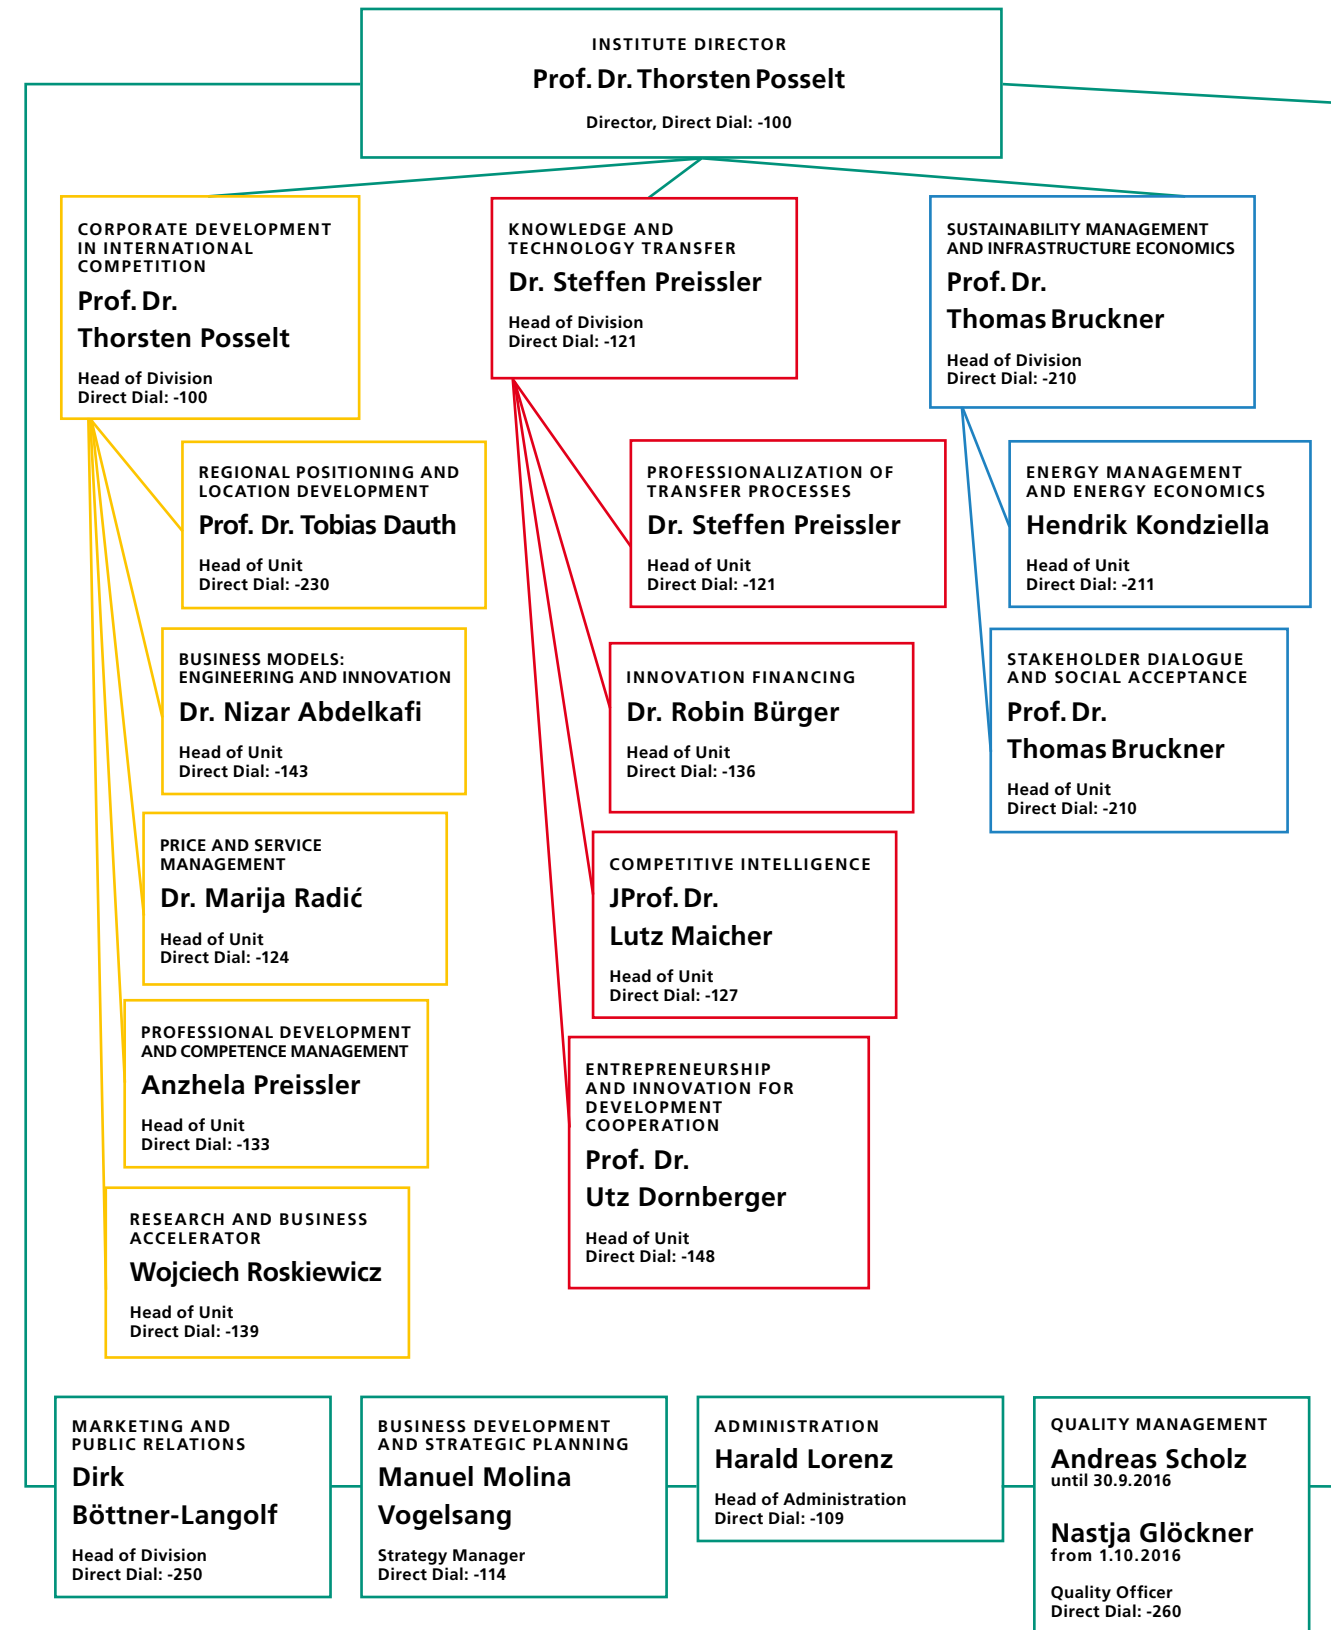 INSTITUTE DIRECTOR
Prof. Dr. Thorsten Posselt
Director, Direct Dial: -100
CORPORATE DEVELOPMENT
IN INTERNATIONAL
COMPETITION
Prof. Dr.
Thorsten Posselt
Head of Division
Direct Dial: -100
REGIONAL POSITIONING AND
LOCATION DEVELOPMENT
Prof. Dr. Tobias Dauth
Head of Unit
Direct Dial: -230
BUSINESS MODELS:
ENGINEERING AND INNOVATION
Dr. Nizar Abdelkafi
Head of Unit
Direct Dial: -143
PRICE AND SERVICE
MANAGEMENT
Dr. Marija Radić
Head of Unit
Direct Dial: -124
PROFESSIONAL DEVELOPMENT
AND COMPETENCE MANAGEMENT
Anzhela Preissler
Head of Unit
Direct Dial: -133
RESEARCH AND BUSINESS
ACCELERATOR
Wojciech Roskiewicz
Head of Unit
Direct Dial: -139
KNOWLEDGE AND
TECHNOLOGY TRANSFER
Dr. Steffen Preissler
Head of Division
Direct Dial: -121
PROFESSIONALIZATION OF
TRANSFER PROCESSES
Dr. Steffen Preissler
Head of Unit
Direct Dial: -121
INNOVATION FINANCING
Dr. Robin Bürger
Head of Unit
Direct Dial: -136
COMPETITIVE INTELLIGENCE
JProf. Dr.
Lutz Maicher
Head of Unit
Direct Dial: -127
ENTREPRENEURSHIP
AND INNOVATION FOR
DEVELOPMENT
COOPERATION
Prof. Dr.
Utz Dornberger
Head of Unit
Direct Dial: -148
SUSTAINABILITY MANAGEMENT
AND INFRASTRUCTURE ECONOMICS
Prof. Dr.
Thomas Bruckner
Head of Division
Direct Dial: -210
ENERGY MANAGEMENT
AND ENERGY ECONOMICS
Hendrik Kondziella
Head of Unit
Direct Dial: -211
STAKEHOLDER DIALOGUE
AND SOCIAL ACCEPTANCE
Prof. Dr.
Thomas Bruckner
Head of Unit
Direct Dial: -210
MARKETING AND
PUBLIC RELATIONS
Dirk
Böttner-Langolf
Head of Division
Direct Dial: -250
BUSINESS DEVELOPMENT
AND STRATEGIC PLANNING
Manuel Molina
Vogelsang
Strategy Manager
Direct Dial: -114
ADMINISTRATION
Harald Lorenz
Head of Administration
Direct Dial: -109
QUALITY MANAGEMENT
Andreas Scholz
until 30.9.2016
Nastja Glöckner
from 1.10.2016
Quality Officer
Direct Dial: -260